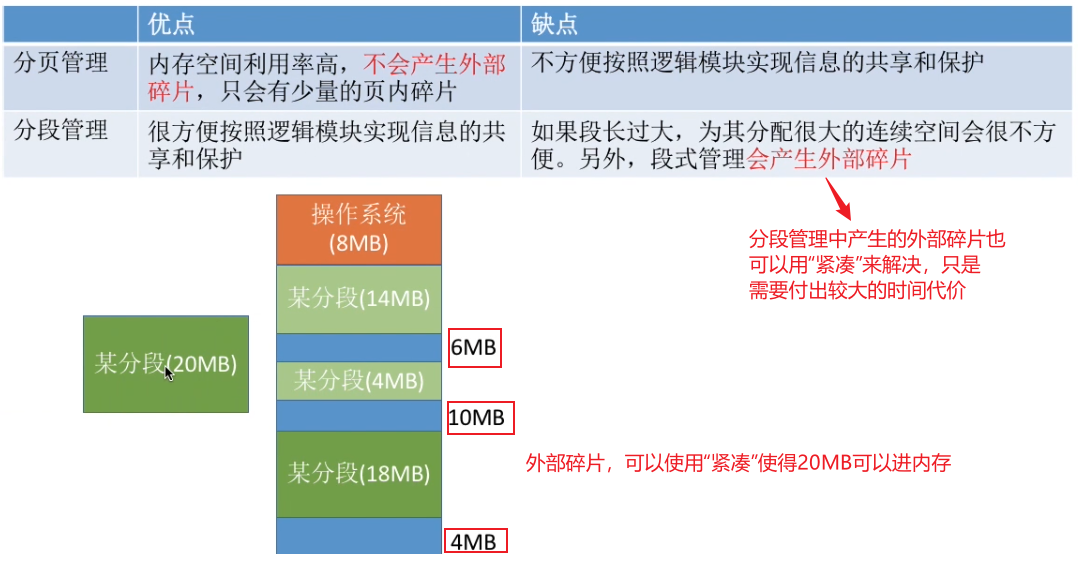 优点
缺点
分页管理
内存空间利用率高，不会产生外部
碎片，只会有少量的页内碎片
不方便按照逻辑模块实现信息的共享和保护
分段管理
很方便按照逻辑模块实现信息的共
享和保护
如果段长过大，为其分配很大的连续空间会很不方
便。另外，段式管理会产生外部碎片
操作系统
(8MB)
某分段(14MB)
6MB
某分段(4MB)
10MB
某分段(18MB)
4MB
某分段(20MB)
分段管理中产生的外部碎片也
可以用“紧凑”来解决，只是
需要付出较大的时间代价
外部碎片，可以使用“紧凑”使得20MB可以进内存